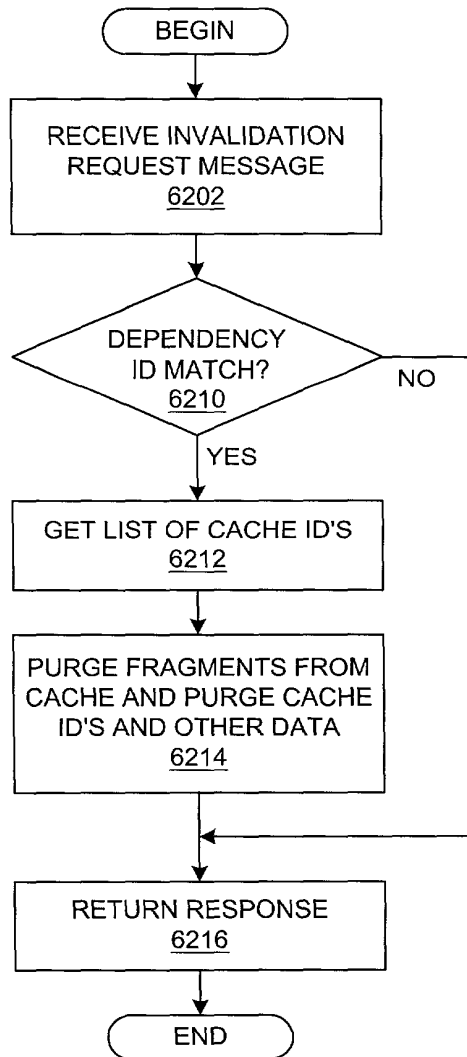 BEGIN
RECEIVE INVALIDATION
REQUEST MESSAGE
6202
DEPENDENCY
ID MATCH?
6210
NO
YES
GET LIST OF CACHE ID'S
6212
PURGE FRAGMENTS FROM
CACHE AND PURGE CACHE
ID'S AND OTHER DATA
6214
RETURN RESPONSE
6216
END